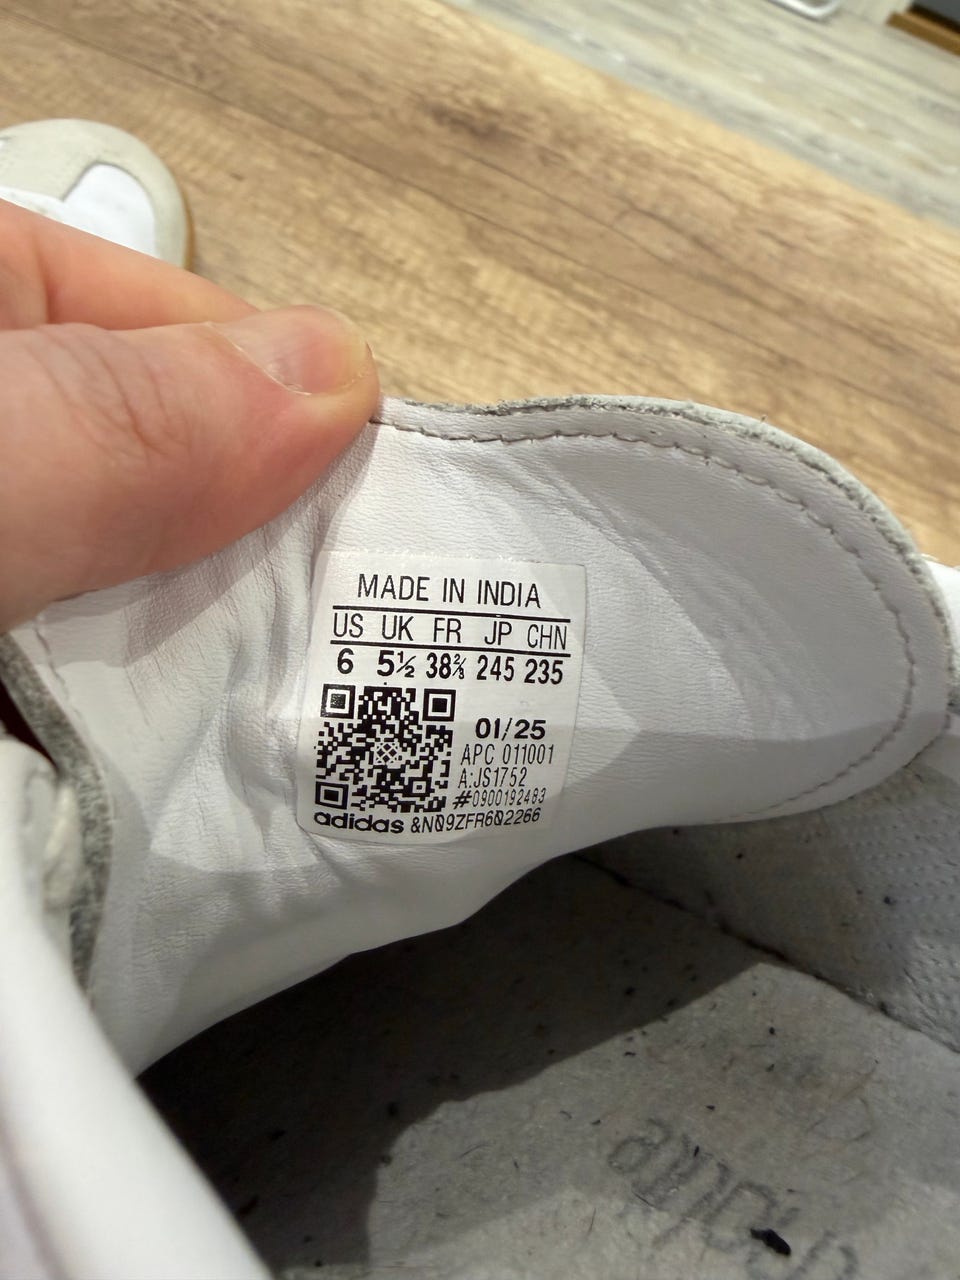 MADE IN INDIA
US UK FR JP CHN
6 5½ 38⅔ 245 235
01/25
APC 011001
A:JS1752
#0900192483
adidas &N09ZFR602266